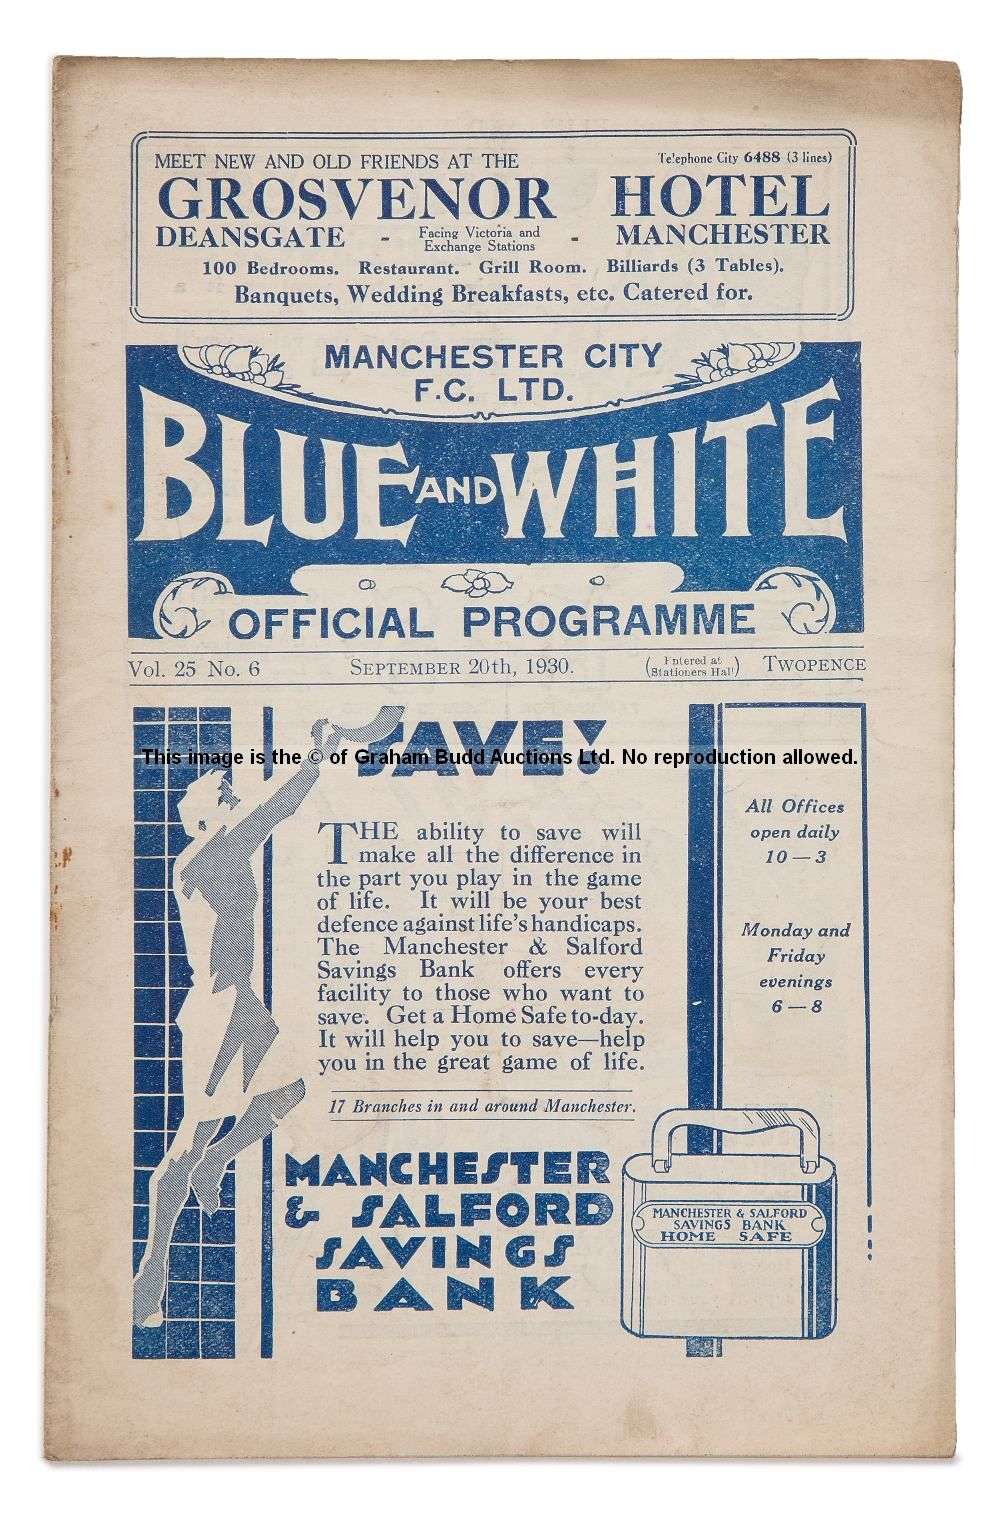 MEET NEW AND OLD FRIENDS AT THE
Telephone City 6488 (3 lines)
GROSVENOR HOTEL
DEANSGATE - Facing Victoria and Exchange Stations - MANCHESTER
100 Bedrooms. Restaurant. Grill Room. Billiards (3 Tables).
Banquets, Wedding Breakfasts, etc. Catered for.
MANCHESTER CITY
F.C. LTD.
BLUE AND WHITE
OFFICIAL PROGRAMME
Vol. 25 No. 6 SEPTEMBER 20th, 1930. (Entered at Stationers Hall) TWOPENCE
SAVE!
This image is the © of Graham Budd Auctions Ltd. No reproduction allowed.
THE ability to save will
make all the difference in
the part you play in the game
of life. It will be your best
defence against life's handicaps.
The Manchester & Salford
Savings Bank offers every
facility to those who want to
save. Get a Home Safe to-day.
It will help you to save—help
you in the great game of life.
17 Branches in and around Manchester.
MANCHESTER
& SALFORD
SAVINGS
BANK
All Offices
open daily
10 — 3
Monday and
Friday
evenings
6 — 8
MANCHESTER & SALFORD
SAVINGS BANK
HOME SAFE